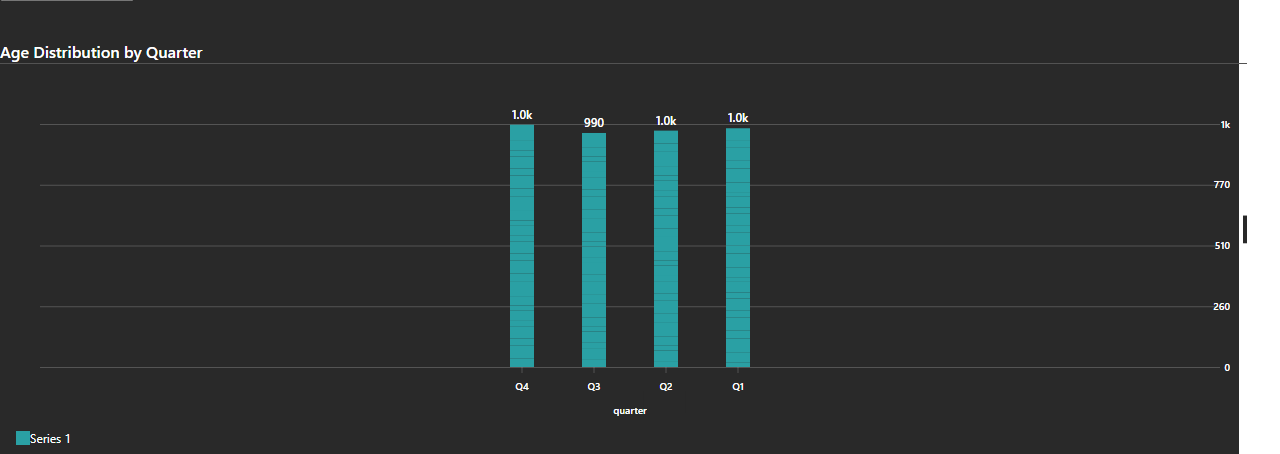 Age Distribution by Quarter
1.0k
990
1.0k
1.0k
1k
770
510
260
0
Q4
Q3
Q2
Q1
quarter
Series 1